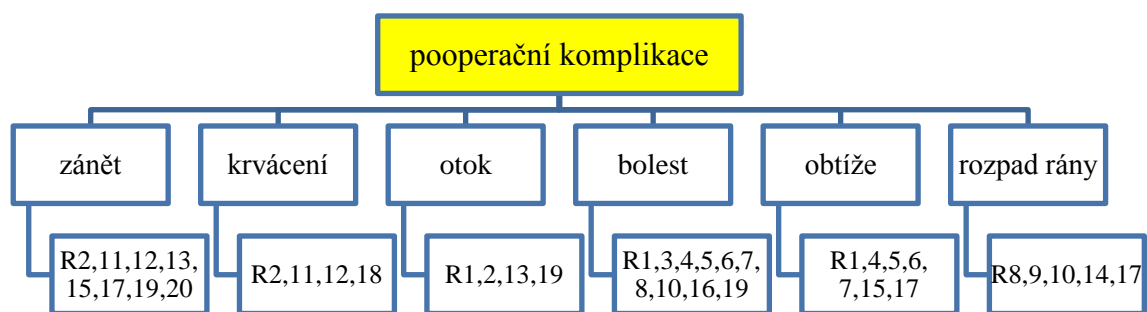 pooperační komplikace
zánět
krvácení
otok
bolest
obtíže
rozpad rány
R2,11,12,13,
15,17,19,20
R2,11,12,18
R1,2,13,19
R1,3,4,5,6,7,
8,10,16,19
R1,4,5,6,
7,15,17
R8,9,10,14,17